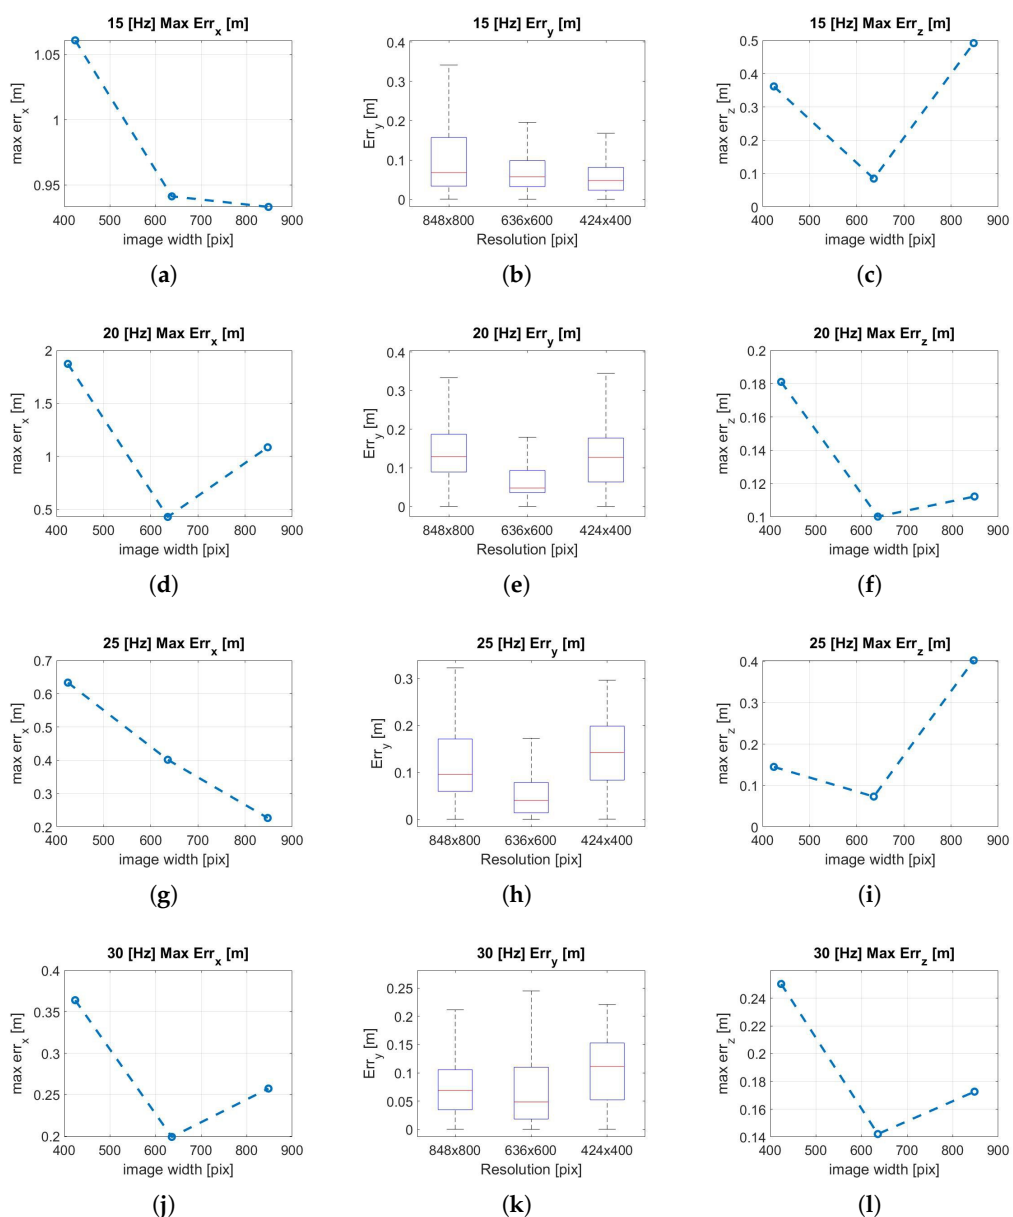 15 [Hz] Max Err_x [m]
max err_x [m]
1.05
1
0.95
400 500 600 700 800 900
image width [pix]
(a)
15 [Hz] Err_y [m]
Err_y [m]
0.4
0.3
0.2
0.1
0
848x800 636x600 424x400
Resolution [pix]
(b)
15 [Hz] Max Err_z [m]
max err_z [m]
0.5
0.4
0.3
0.2
0.1
0
400 500 600 700 800 900
image width [pix]
(c)
20 [Hz] Max Err_x [m]
max err_x [m]
2
1.5
1
0.5
400 500 600 700 800 900
image width [pix]
(d)
20 [Hz] Err_y [m]
Err_y [m]
0.4
0.3
0.2
0.1
0
848x800 636x600 424x400
Resolution [pix]
(e)
20 [Hz] Max Err_z [m]
max err_z [m]
0.2
0.18
0.16
0.14
0.12
0.1
400 500 600 700 800 900
image width [pix]
(f)
25 [Hz] Max Err_x [m]
max err_x [m]
0.7
0.6
0.5
0.4
0.3
0.2
400 500 600 700 800 900
image width [pix]
(g)
25 [Hz] Err_y [m]
Err_y [m]
0.3
0.2
0.1
0
848x800 636x600 424x400
Resolution [pix]
(h)
25 [Hz] Max Err_z [m]
max err_z [m]
0.4
0.3
0.2
0.1
0
400 500 600 700 800 900
image width [pix]
(i)
30 [Hz] Max Err_x [m]
max err_x [m]
0.4
0.35
0.3
0.25
0.2
400 500 600 700 800 900
image width [pix]
(j)
30 [Hz] Err_y [m]
Err_y [m]
0.25
0.2
0.15
0.1
0.05
0
848x800 636x600 424x400
Resolution [pix]
(k)
30 [Hz] Max Err_z [m]
max err_z [m]
0.24
0.22
0.2
0.18
0.16
0.14
400 500 600 700 800 900
image width [pix]
(l)